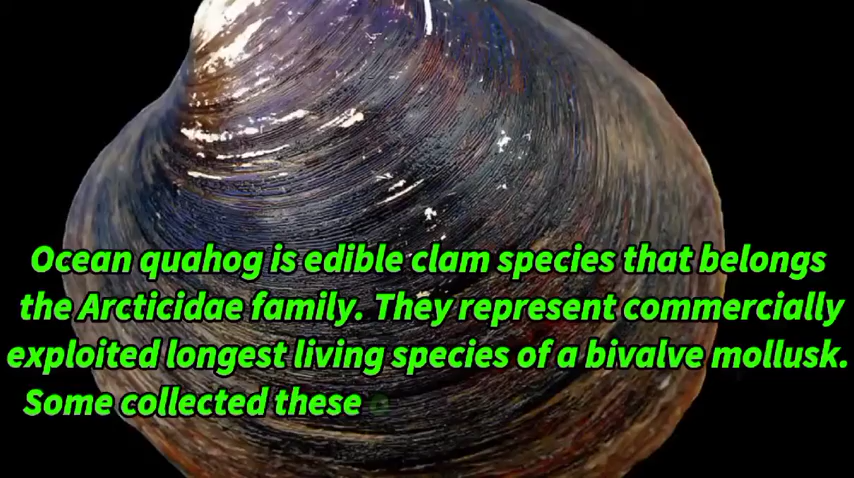 Ocean quahog is edible clam species that belongs
the Arcticidae family. They represent commercially
exploited longest living species of a bivalve mollusk.
Some collected these